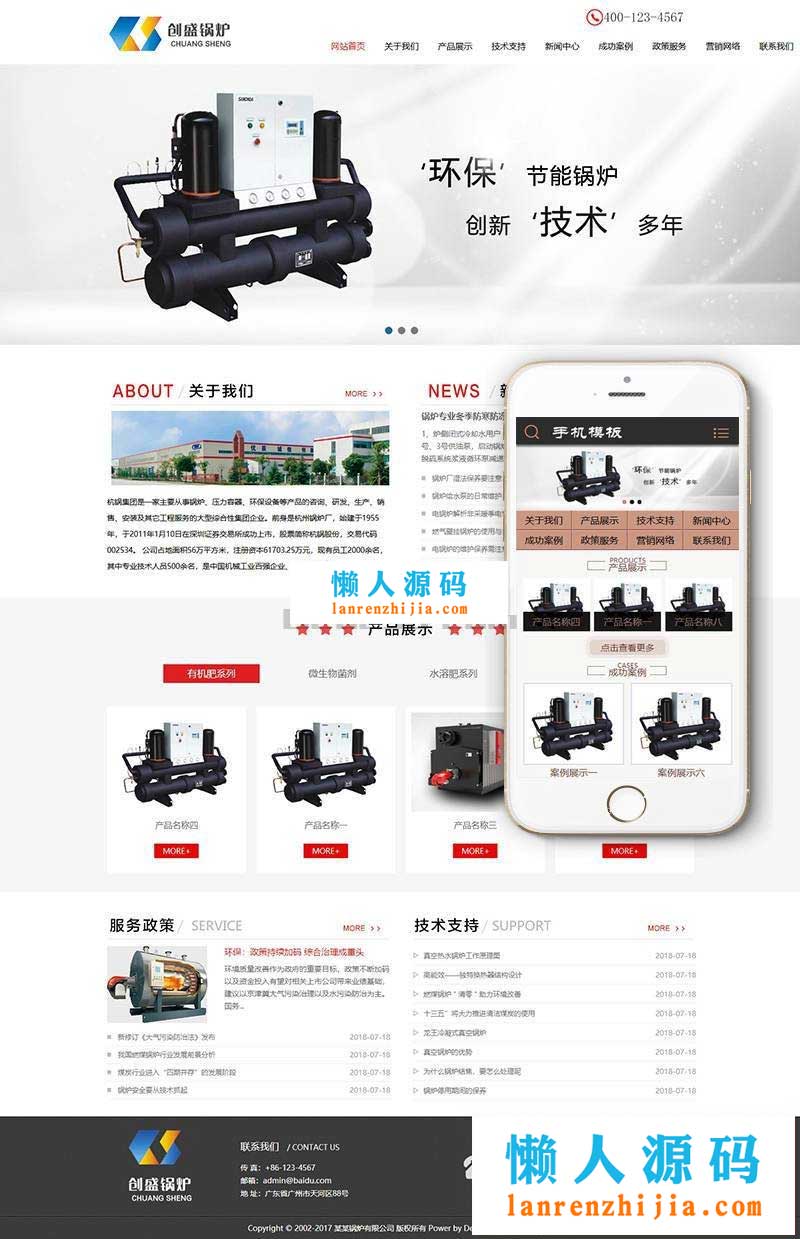 创盛锅炉
CHUANG SHENG
400-123-4567
网站首页 关于我们 产品展示 技术支持 新闻中心 成功案例 政策服务 营销网络 联系我们
‘环保’ 节能锅炉
创新 ‘技术’ 多年
ABOUT / 关于我们
MORE >>
杭锅集团是一家主要从事锅炉、压力容器、环保设备等产品的咨询、研发、生产、销
售、安装及其它工程服务的大型综合性集团企业。前身是杭州锅炉厂，始建于1955
年，于2011年1月10日在深圳证券交易所成功上市，股票简称杭锅股份，交易代码
002534。 公司占地面积56万平方米，注册资本61703.25万元，现有员工2000余名，
其中专业技术人员500余名，是中国机械工业百强企业。
NEWS /
锅炉专业冬季防寒防冻
1、炉侧闭式冷却水用户
号、3号供油泵，启动锅炉
脱硫系统浆液循环泵减速
锅炉厂湿法保养要注意
锅炉给水泵的日常维护
电锅炉解析非采暖季电
燃气壁挂锅炉的使用与
电锅炉的维护保养需注意
懒人源码
lanrenzhijia.com
产品展示
有机肥系列 微生物菌剂 水溶肥系列
产品名称四 产品名称一 产品名称三
MORE+ MORE+ MORE+ MORE+
手机模板
‘环保’ 节能锅炉
创新 ‘技术’ 多年
关于我们 产品展示 技术支持 新闻中心
成功案例 政策服务 营销网络 联系我们
PRODUCTS
产品展示
产品名称四 产品名称一 产品名称八
点击查看更多
CASES
成功案例
案例展示一 案例展示六
服务政策 / SERVICE
MORE >>
环保：政策持续加码 综合治理成重头
环境质量改善作为政府的重要目标，政策不断加码
以及资金投入有望对相关上市公司带来业绩基础，
建议以京津冀大气污染治理以及水污染防治为主。
国务...
新修订《大气污染防治法》发布 2018-07-18
我国燃煤锅炉行业发展前景分析 2018-07-18
煤炭行业进入“四期并存”的发展阶段 2018-07-18
锅炉安全要从技术抓起 2018-07-18
技术支持 / SUPPORT
MORE >>
真空热水锅炉工作原理图 2018-07-18
高能效——独特换热器结构设计 2018-07-18
燃煤锅炉＂清零＂助力环境改善 2018-07-18
十三五”将大力推进清洁煤炭的使用 2018-07-18
龙王冷凝式真空锅炉 2018-07-18
真空锅炉的优势 2018-07-18
为什么锅炉结焦，要怎么处理呢 2018-07-18
锅炉停用期间的保养 2018-07-18
创盛锅炉
CHUANG SHENG
联系我们 / CONTACT US
传 真：+86-123-4567
邮箱：admin@baidu.com
地 址：广东省广州市天河区88号
Copyright © 2002-2017 某某锅炉有限公司 版权所有 Power by De
懒人源码
lanrenzhijia.com